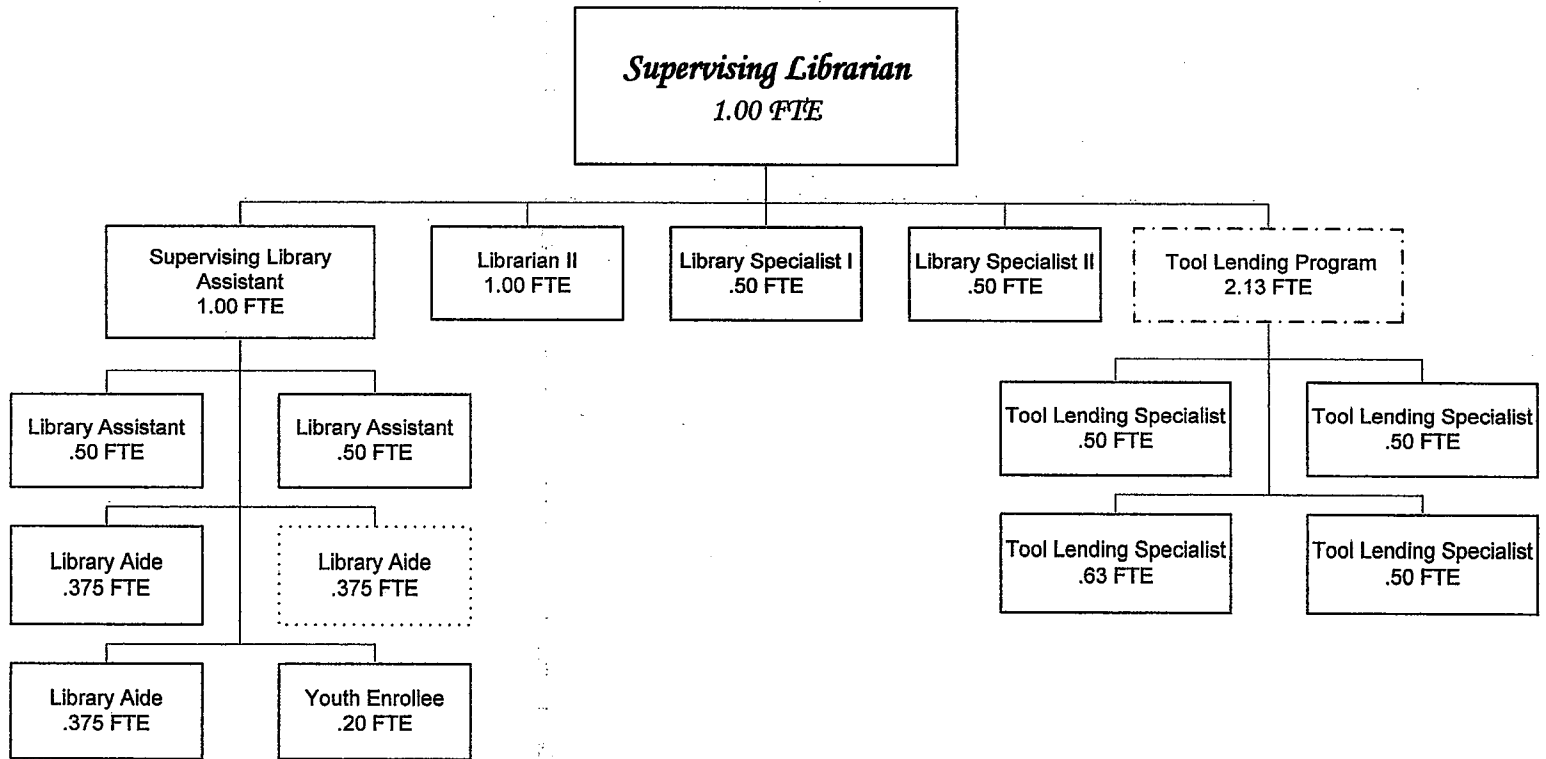 Supervising Librarian
1.00 FTE
Supervising Library
Assistant
1.00 FTE
Librarian II
1.00 FTE
Library Specialist I
.50 FTE
Library Specialist II
.50 FTE
Tool Lending Program
2.13 FTE
Library Assistant
.50 FTE
Library Assistant
.50 FTE
Tool Lending Specialist
.50 FTE
Tool Lending Specialist
.50 FTE
Library Aide
.375 FTE
Library Aide
.375 FTE
Tool Lending Specialist
.63 FTE
Tool Lending Specialist
.50 FTE
Library Aide
.375 FTE
Youth Enrollee
.20 FTE